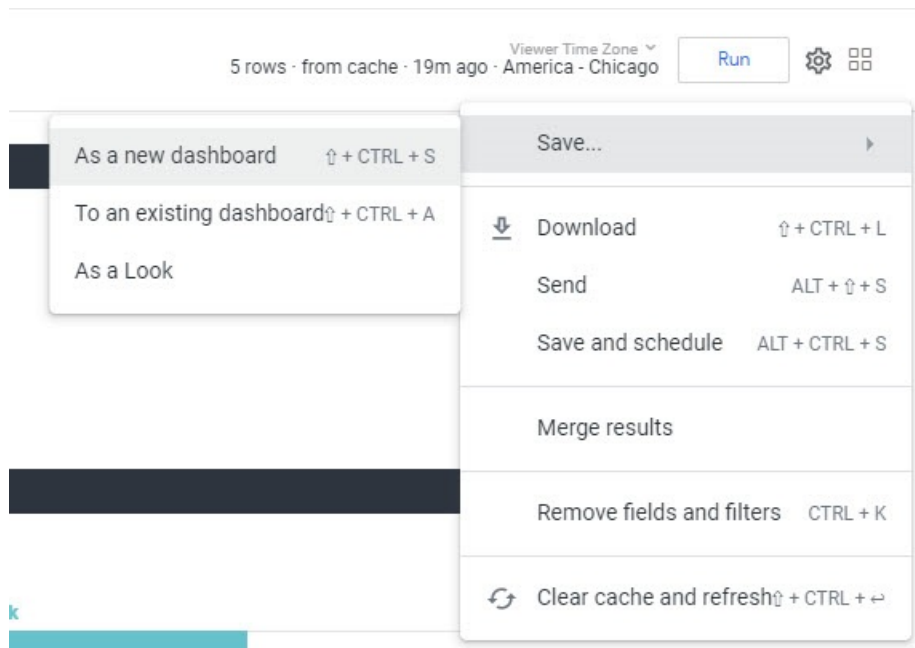 Viewer Time Zone
5 rows · from cache · 19m ago · America - Chicago
Run
Save...
As a new dashboard ⇧ + CTRL + S
To an existing dashboard⇧ + CTRL + A
As a Look
Download ⇧ + CTRL + L
Send ALT + ⇧ + S
Save and schedule ALT + CTRL + S
Merge results
Remove fields and filters CTRL + K
Clear cache and refresh⇧ + CTRL + ↩
k